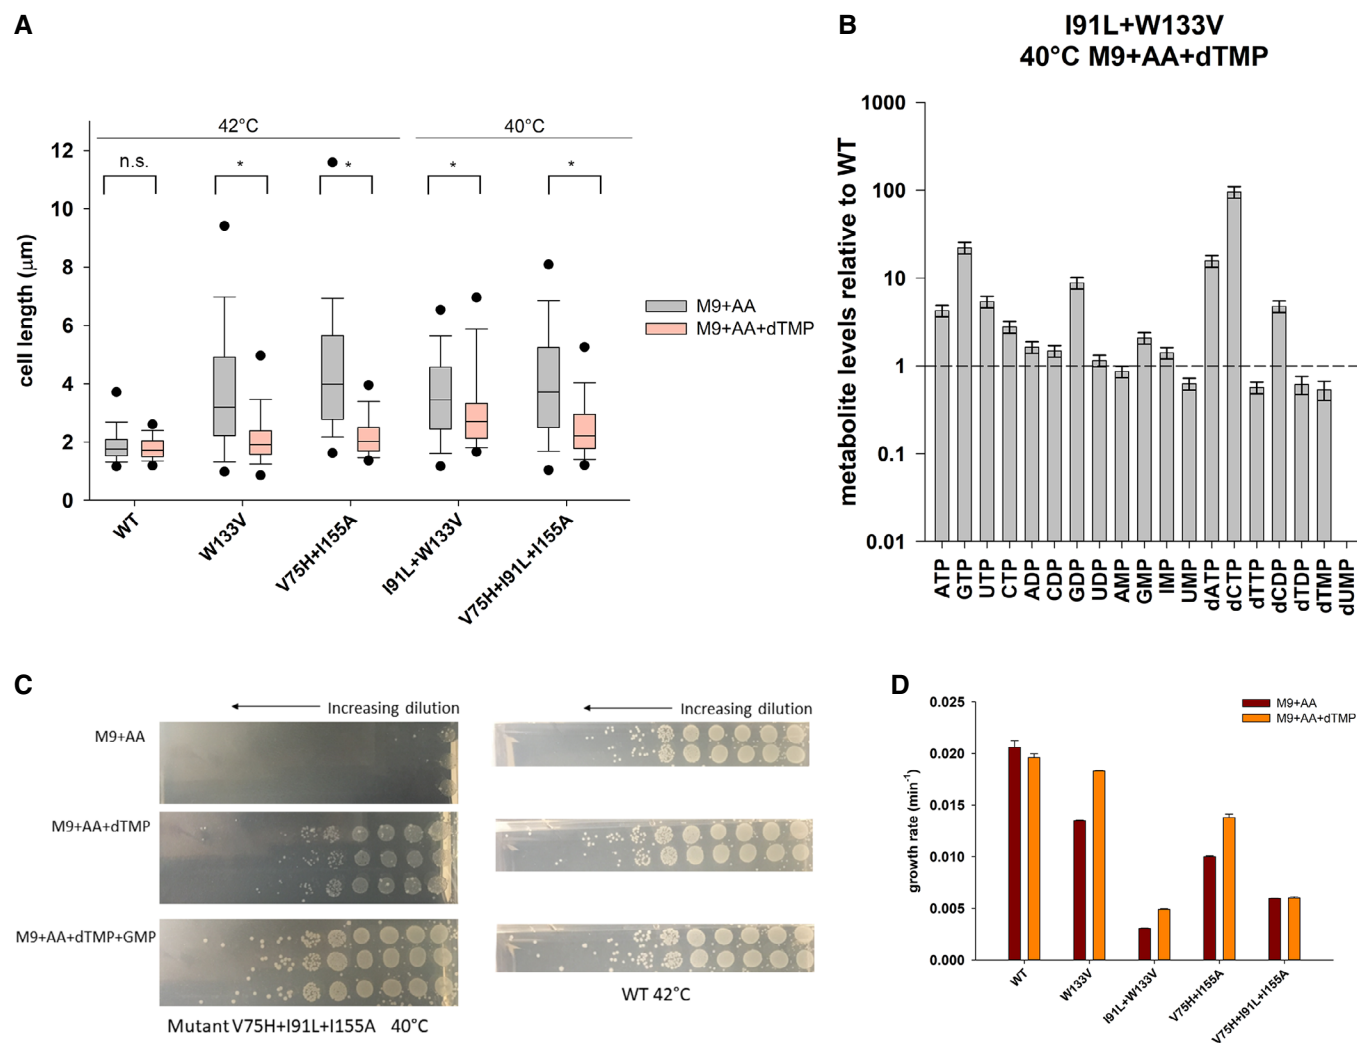 A
42°C
40°C
n.s.
*
*
*
*
12
10
8
6
4
2
0
cell length (μm)
M9+AA
M9+AA+dTMP
WT
W133V
V75H+I155A
I91L+W133V
V75H+I91L+I155A
B
I91L+W133V
40°C M9+AA+dTMP
metabolite levels relative to WT
1000
100
10
1
0.1
0.01
ATP
GTP
UTP
CTP
ADP
CDP
GDP
UDP
AMP
GMP
IMP
UMP
dATP
dCTP
dTTP
dCDP
dTDP
dTMP
dUMP
C
Increasing dilution
Increasing dilution
M9+AA
M9+AA+dTMP
M9+AA+dTMP+GMP
Mutant V75H+I91L+I155A 40°C
WT 42°C
D
M9+AA
M9+AA+dTMP
growth rate (min⁻¹)
0.025
0.020
0.015
0.010
0.005
0.000
WT
W133V
I91L+W133V
V75H+I155A
V75H+I91L+I155A